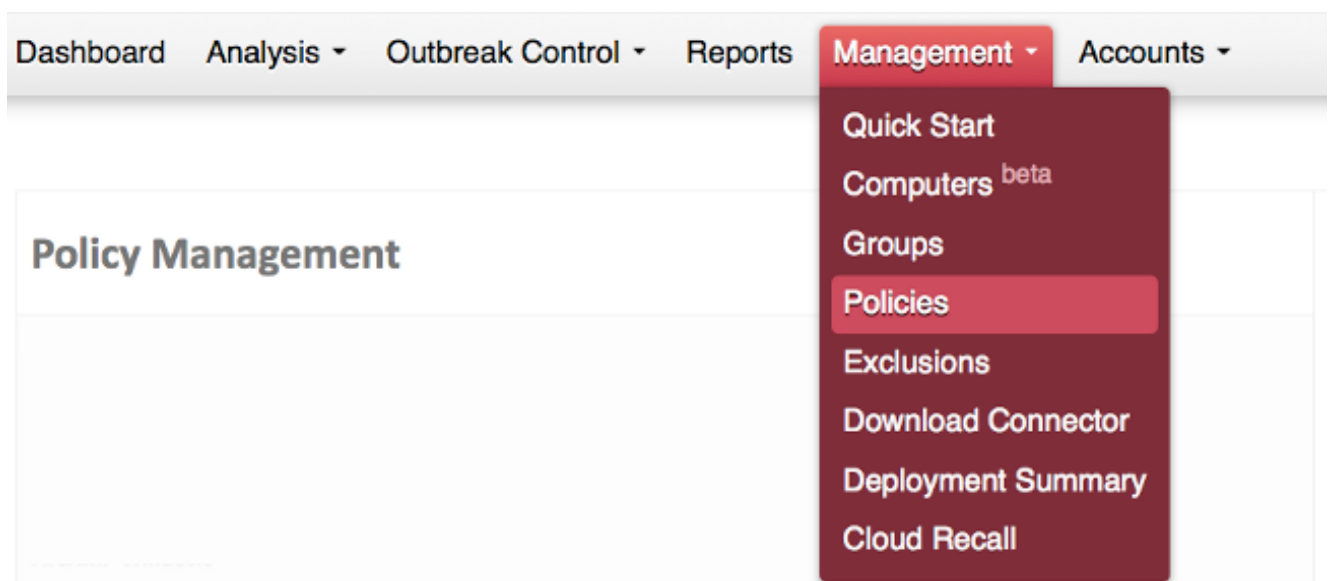 Dashboard Analysis Outbreak Control Reports Management Accounts
Quick Start
Computers beta
Groups
Policies
Exclusions
Download Connector
Deployment Summary
Cloud Recall
Policy Management